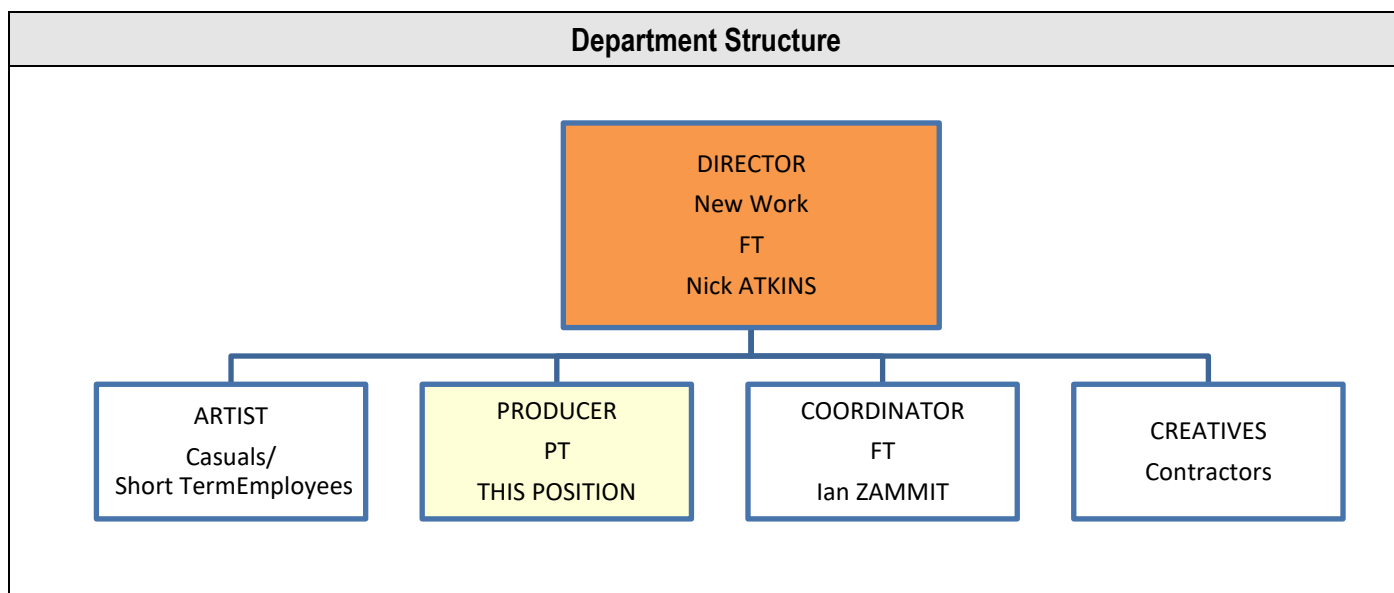 Department Structure
DIRECTOR
New Work
FT
Nick ATKINS
ARTIST
Casuals/
Short TermEmployees
PRODUCER
PT
THIS POSITION
COORDINATOR
FT
Ian ZAMMIT
CREATIVES
Contractors